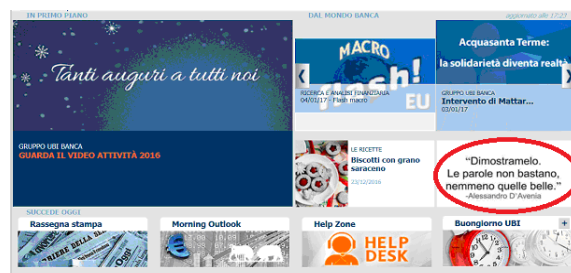 IN PRIMO PIANO
DAL MONDO BANCA
aggiornato alle 17:21
Tanti auguri a tutti noi
MACRO
Flash!
EU
RICERCA E ANALISI FINANZIARIA
04/01/17 - Flash macro
Acquasanta Terme:
la solidarietà diventa realtà
GRUPPO UBI BANCA
Intervento di Mattar...
03/01/17
GRUPPO UBI BANCA
GUARDA IL VIDEO ATTIVITÀ 2016
LE RICETTE
Biscotti con grano
saraceno
23/12/2016
“Dimostramelo.
Le parole non bastano,
nemmeno quelle belle.”
-Alessandro D'Avenia
SUCCEDE OGGI
Rassegna stampa
Morning Outlook
Help Zone
HELP
DESK
Buongiorno UBI
+